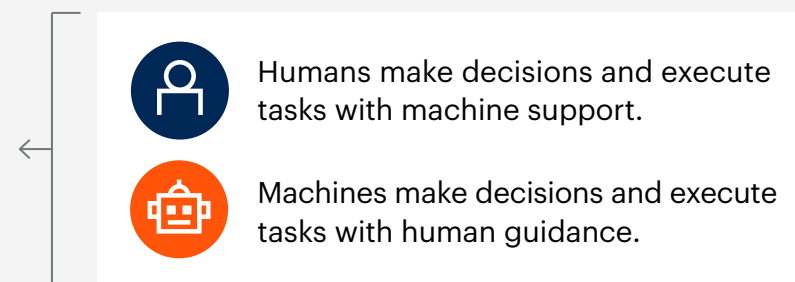 Humans make decisions and execute
tasks with machine support.
Machines make decisions and execute
tasks with human guidance.